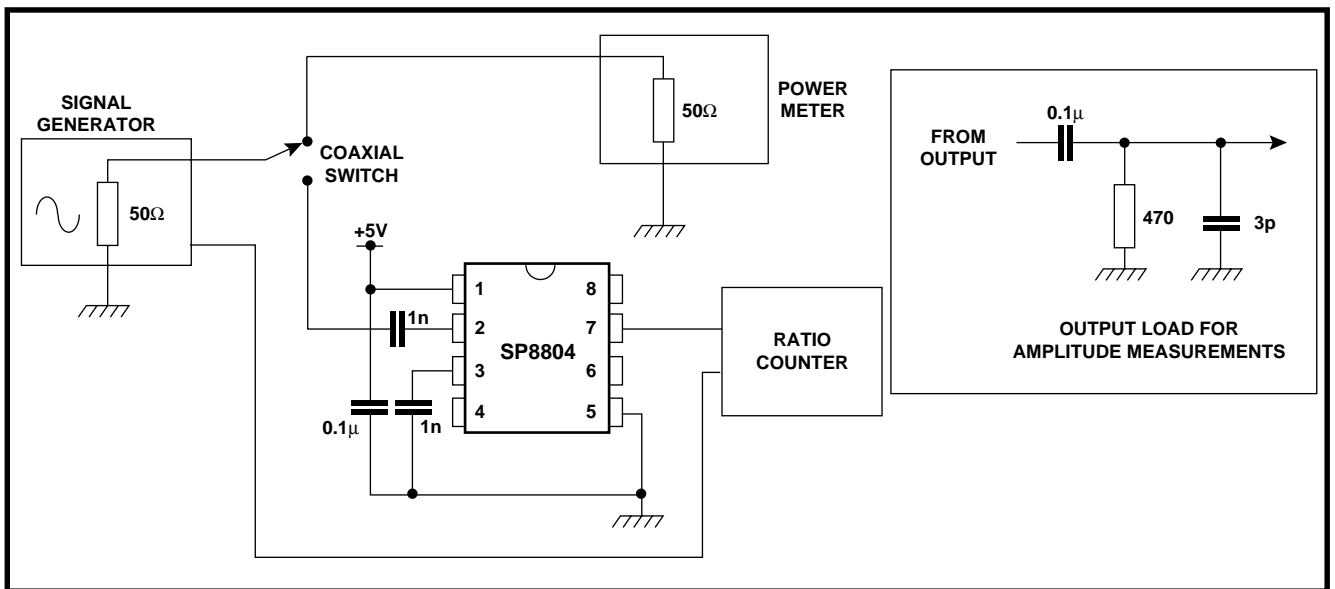 SIGNAL
GENERATOR
50Ω
COAXIAL
SWITCH
50Ω
POWER
METER
+5V
1n
0.1μ
1n
1
2
3
4
SP8804
8
7
6
5
RATIO
COUNTER
FROM
OUTPUT
0.1μ
470
3p
OUTPUT LOAD FOR
AMPLITUDE MEASUREMENTS